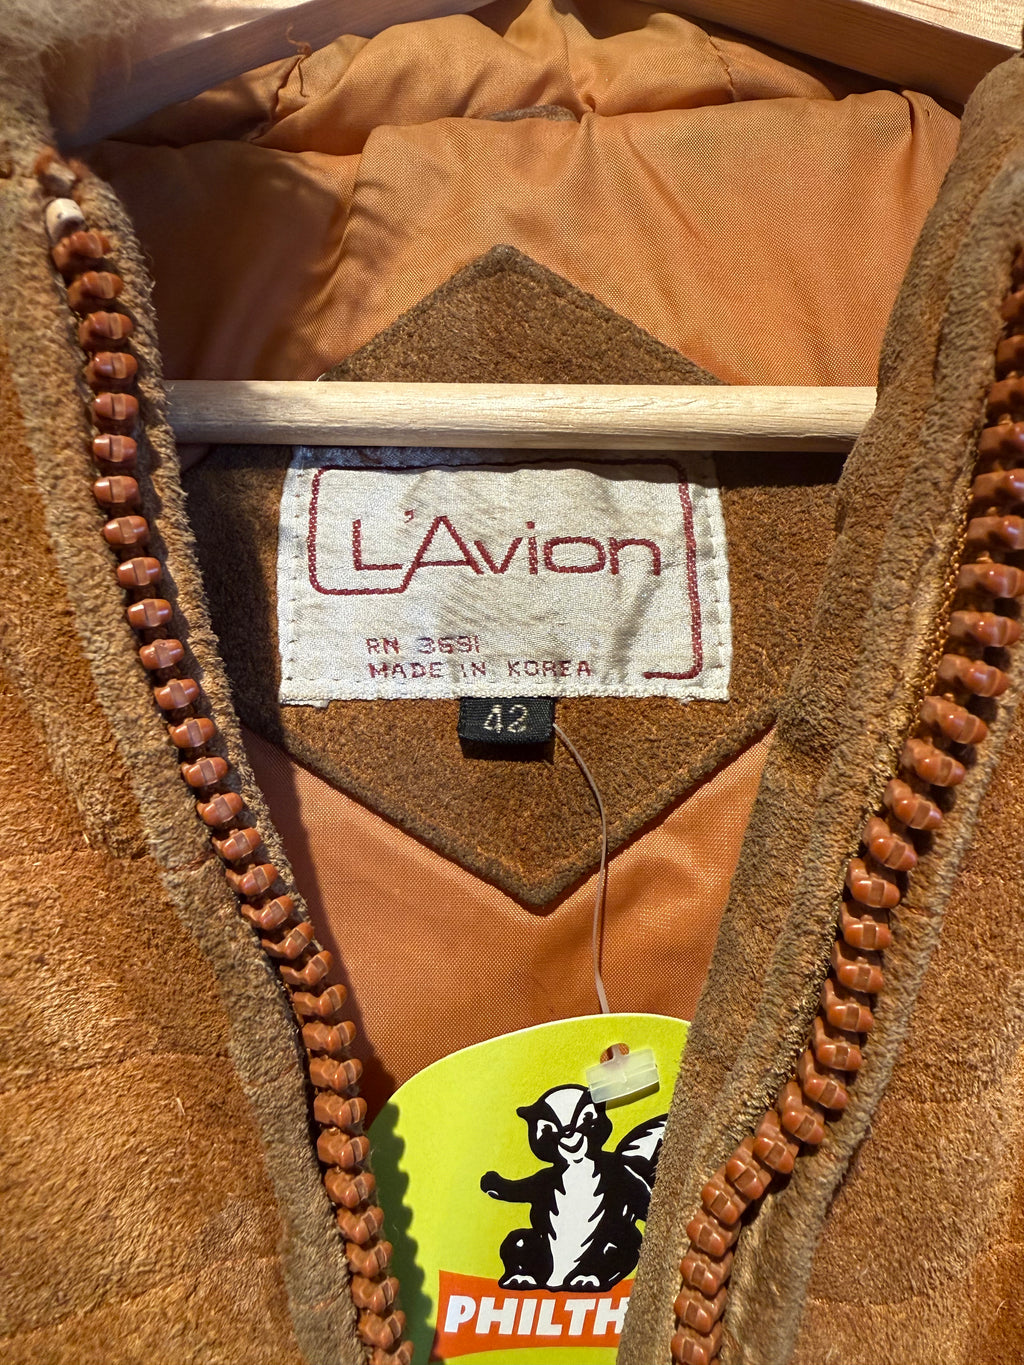 L'Avion
RN 3691
MADE IN KOREA
42
PHILTH